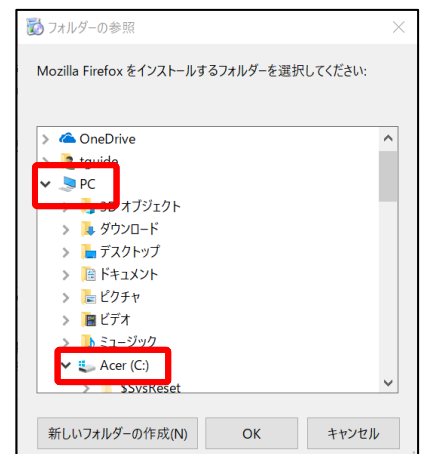 フォルダーの参照
Mozilla Firefox をインストールするフォルダーを選択してください:
OneDrive
tguide
PC
3D オブジェクト
ダウンロード
デスクトップ
ドキュメント
ピクチャ
ビデオ
ミュージック
Acer (C:)
$SysReset
新しいフォルダーの作成(N) OK キャンセル